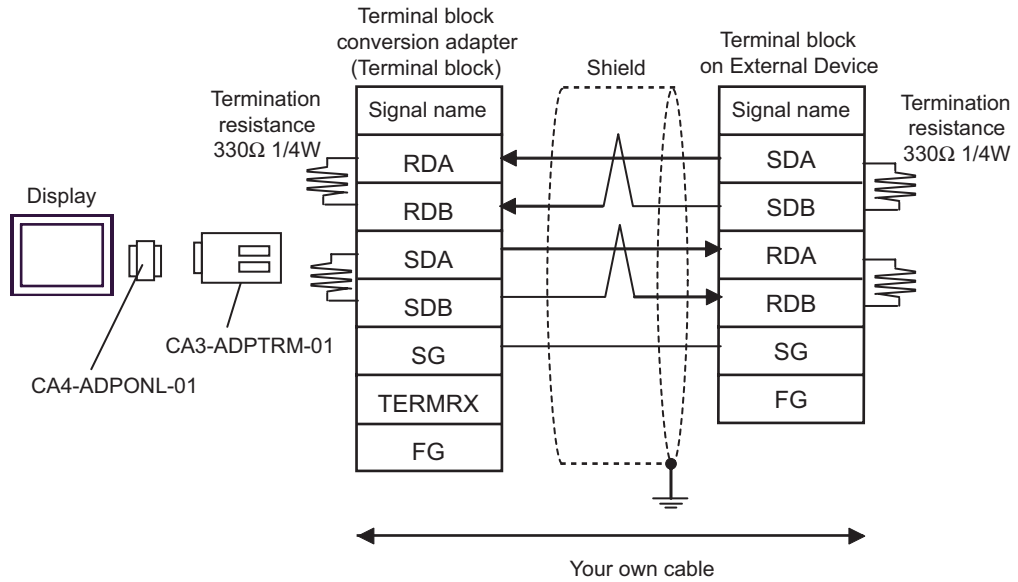 Terminal block
conversion adapter
(Terminal block)
Shield
Terminal block
on External Device
Termination
resistance
330Ω 1/4W
Signal name
RDA
RDB
SDA
SDB
SG
TERMRX
FG
Signal name
SDA
SDB
RDA
RDB
SG
FG
Termination
resistance
330Ω 1/4W
Display
CA3-ADPTRM-01
CA4-ADPONL-01
Your own cable